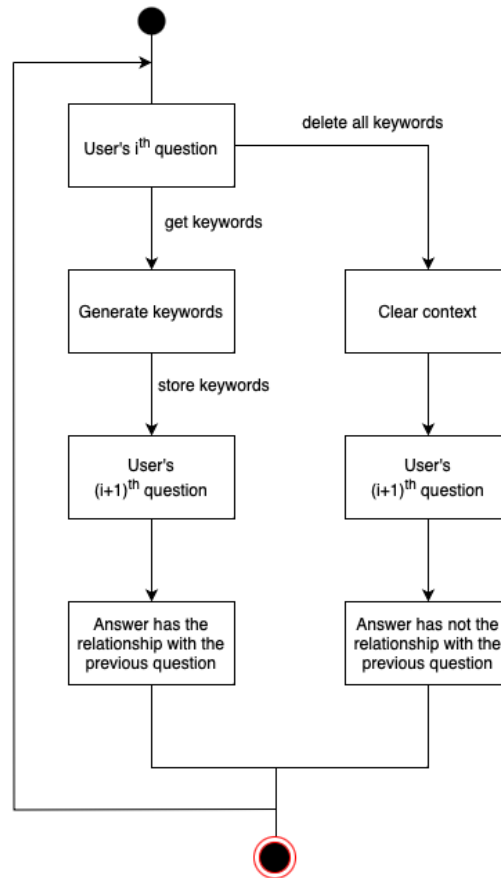 delete all keywords
User's iᵗʰ question
get keywords
Generate keywords
Clear context
store keywords
User's
(i+1)ᵗʰ question
User's
(i+1)ᵗʰ question
Answer has the
relationship with the
previous question
Answer has not the
relationship with the
previous question